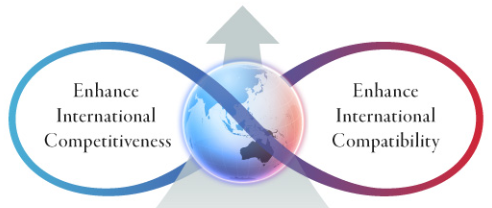 Enhance
International
Competitiveness
Enhance
International
Compatibility